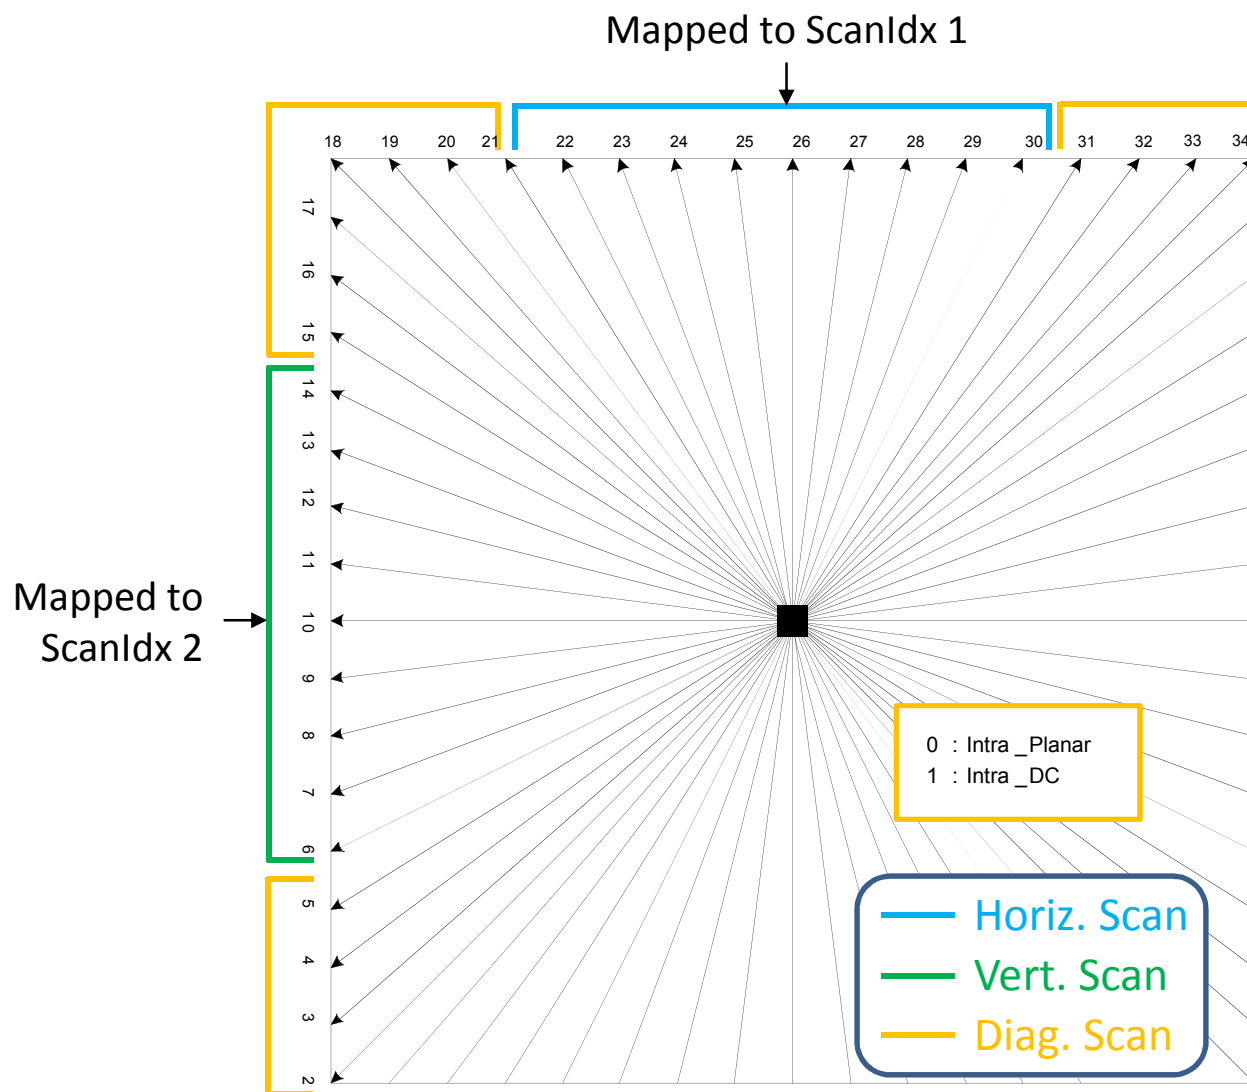 Mapped to ScanIdx 1
18 19 20 21 22 23 24 25 26 27 28 29 30 31 32 33 34
17
16
15
14
13
12
11
10
9
8
7
6
5
4
3
2
Mapped to
ScanIdx 2
0 : Intra _Planar
1 : Intra _DC
Horiz. Scan
Vert. Scan
Diag. Scan